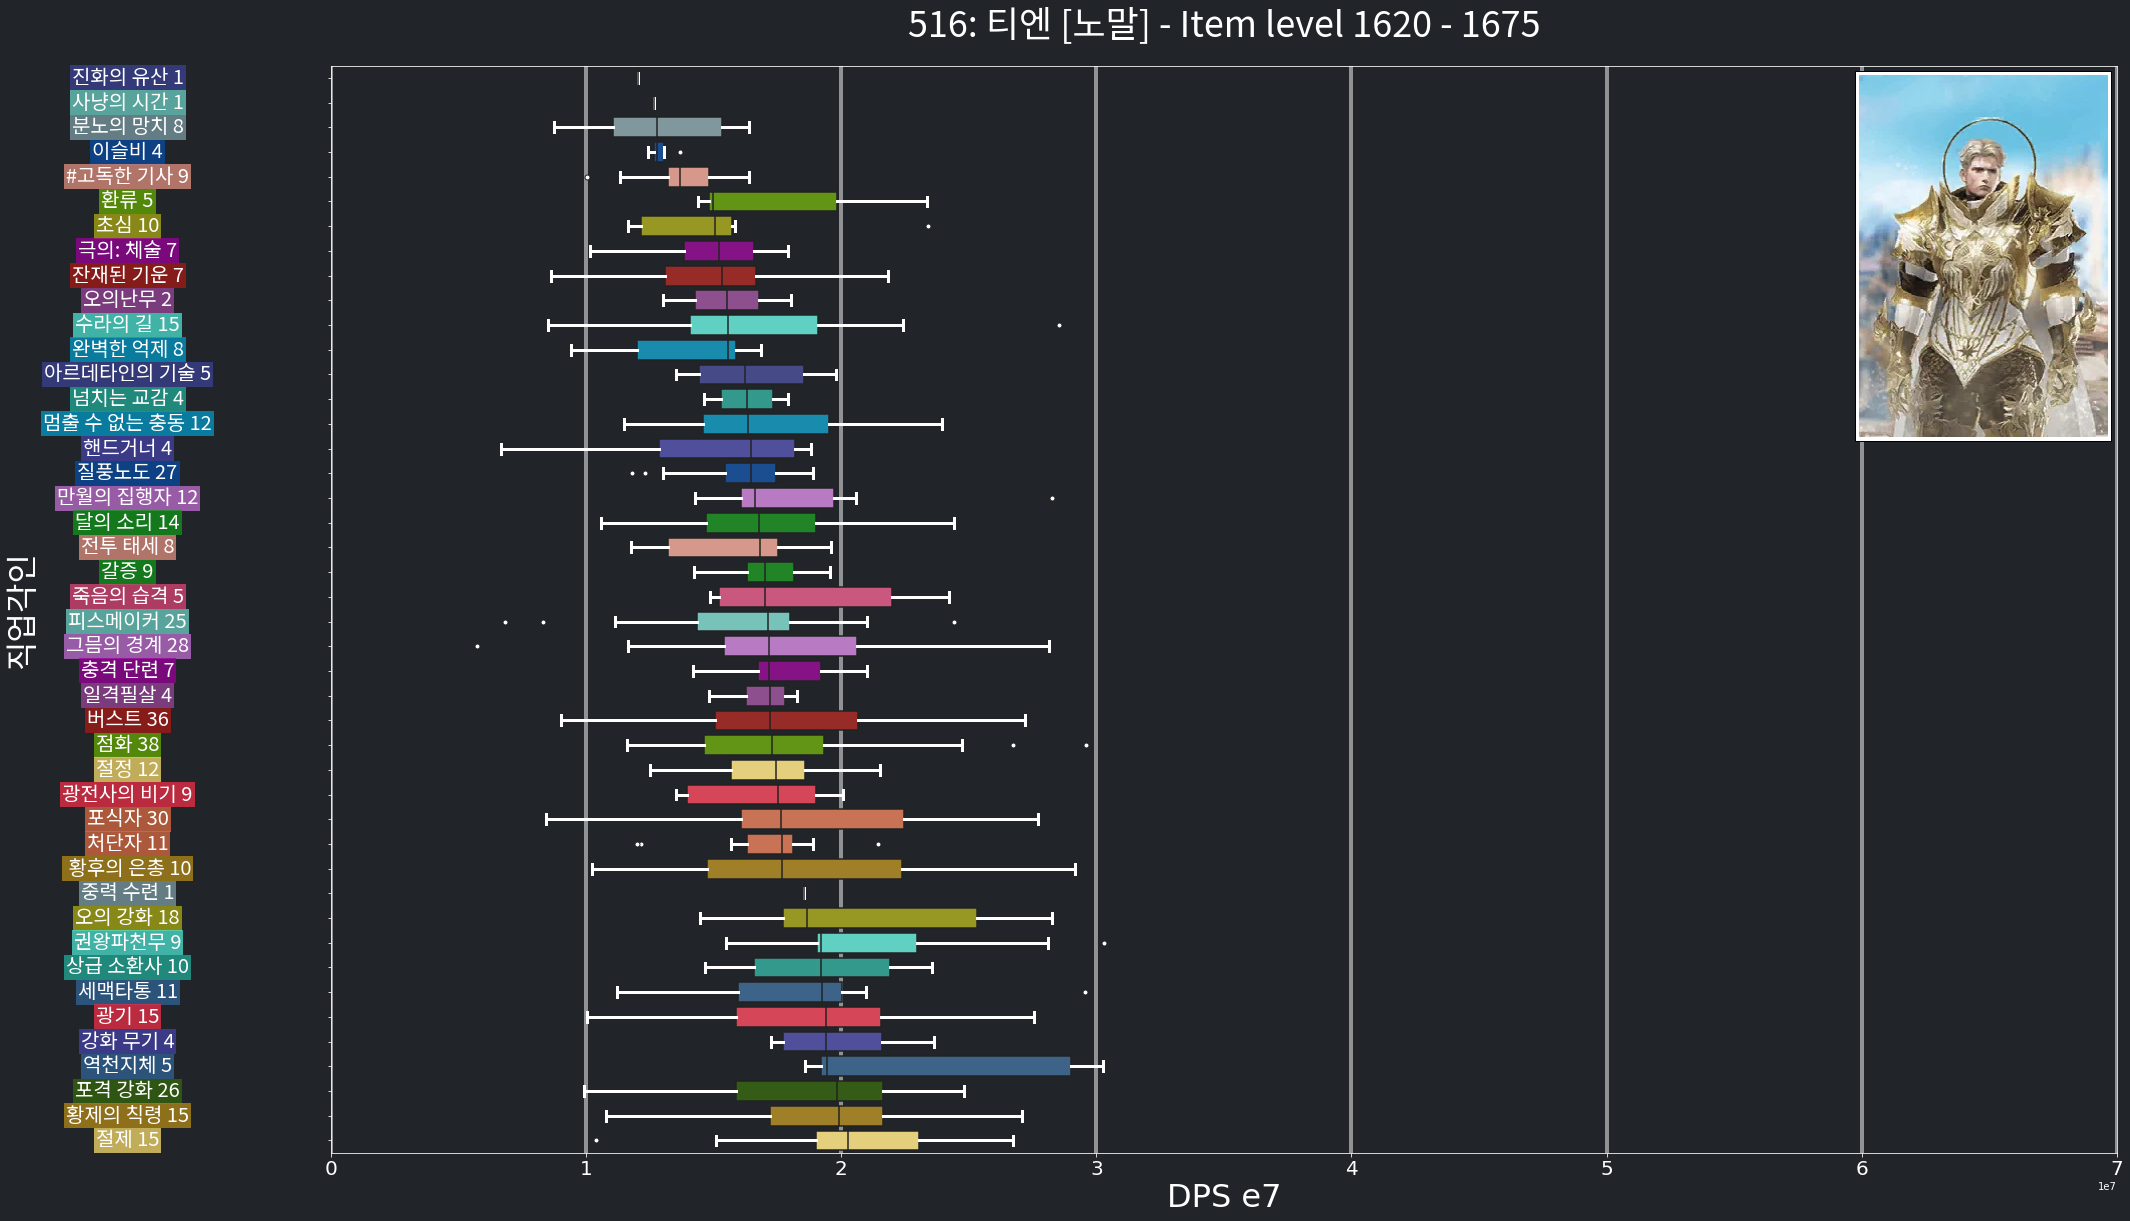 516: 티엔 [노말] - Item level 1620 - 1675
진화의 유산 1
사냥의 시간 1
분노의 망치 8
이슬비 4
#고독한 기사 9
환류 5
초심 10
극의: 체술 7
잔재된 기운 7
오의난무 2
수라의 길 15
완벽한 억제 8
아르데타인의 기술 5
넘치는 교감 4
멈출 수 없는 충동 12
핸드거너 4
질풍노도 27
만월의 집행자 12
달의 소리 14
전투 태세 8
갈증 9
죽음의 습격 5
피스메이커 25
그믐의 경계 28
충격 단련 7
일격필살 4
버스트 36
점화 38
절정 12
광전사의 비기 9
포식자 30
처단자 11
황후의 은총 10
중력 수련 1
오의 강화 18
권왕파천무 9
상급 소환사 10
세맥타통 11
광기 15
강화 무기 4
역천지체 5
포격 강화 26
황제의 칙령 15
절제 15
직업각인
0 1 2 3 4 5 6 7
1e7
DPS e7